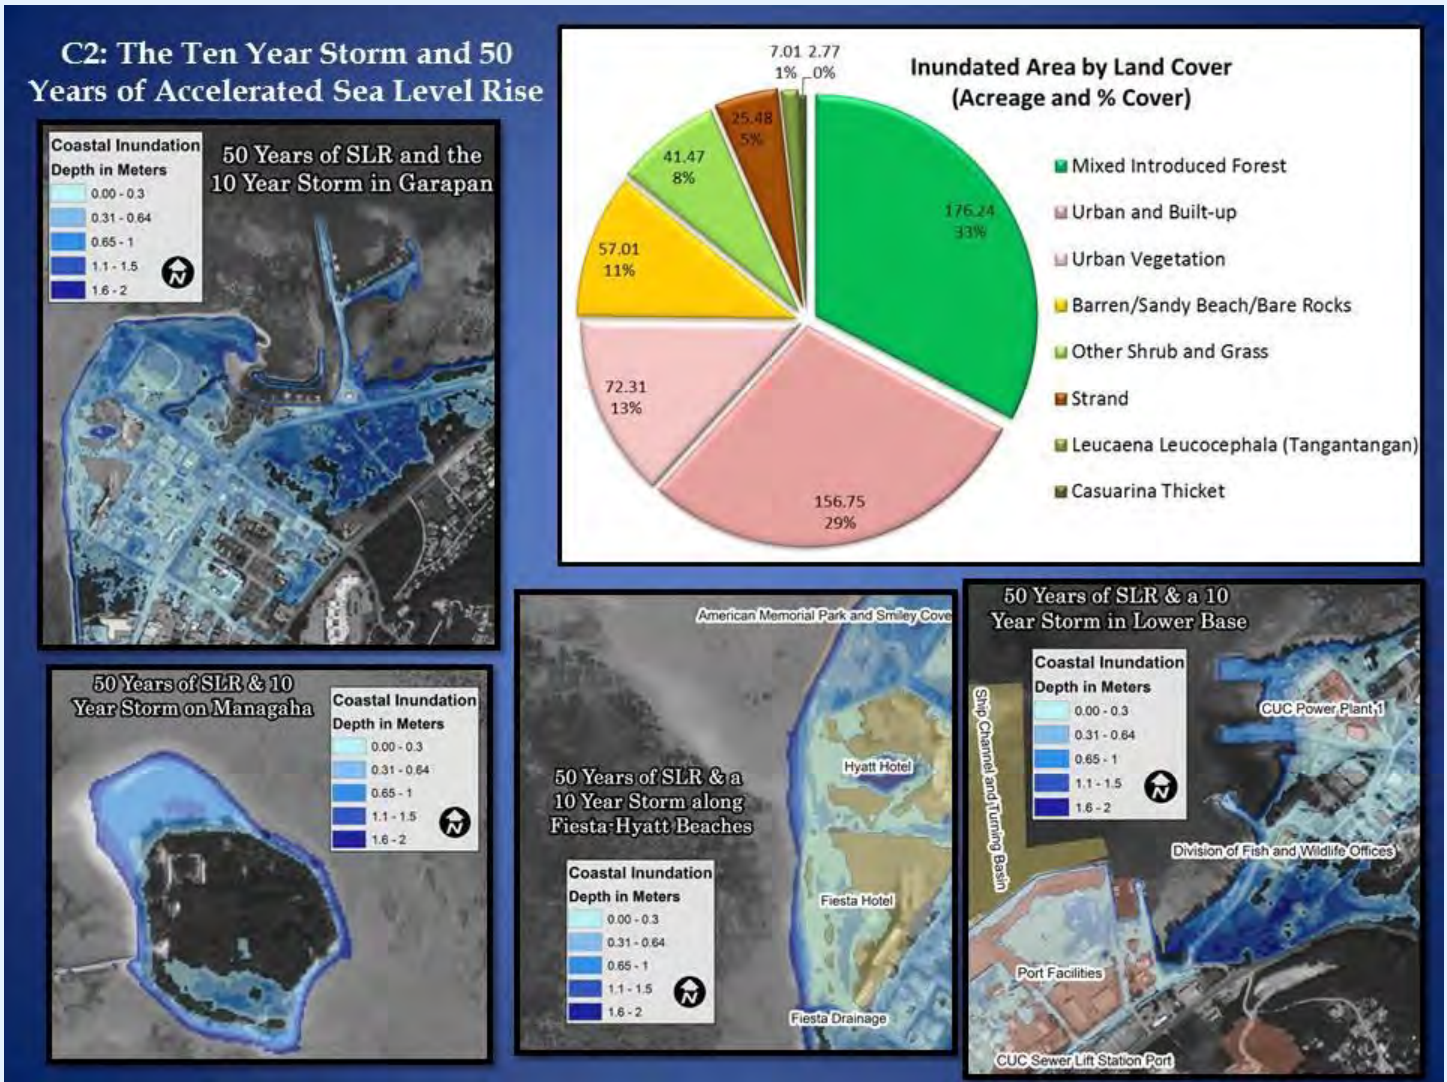 C2: The Ten Year Storm and 50
Years of Accelerated Sea Level Rise
Coastal Inundation
Depth in Meters
0.00 - 0.3
0.31 - 0.64
0.65 - 1
1.1 - 1.5
1.6 - 2
N
50 Years of SLR and the
10 Year Storm in Garapan
Inundated Area by Land Cover
(Acreage and % Cover)
7.01
1%
2.77
0%
25.48
5%
41.47
8%
57.01
11%
72.31
13%
156.75
29%
176.24
33%
Mixed Introduced Forest
Urban and Built-up
Urban Vegetation
Barren/Sandy Beach/Bare Rocks
Other Shrub and Grass
Strand
Leucaena Leucocephala (Tangantangan)
Casuarina Thicket
50 Years of SLR & 10
Year Storm on Managaha
Coastal Inundation
Depth in Meters
0.00 - 0.3
0.31 - 0.64
0.65 - 1
1.1 - 1.5
1.6 - 2
N
American Memorial Park and Smiley Cove
Hyatt Hotel
50 Years of SLR & a
10 Year Storm along
Fiesta-Hyatt Beaches
Fiesta Hotel
Fiesta Drainage
Coastal Inundation
Depth in Meters
0.00 - 0.3
0.31 - 0.64
0.65 - 1
1.1 - 1.5
1.6 - 2
N
50 Years of SLR & a 10
Year Storm in Lower Base
Coastal Inundation
Depth in Meters
0.00 - 0.3
0.31 - 0.64
0.65 - 1
1.1 - 1.5
1.6 - 2
N
CUC Power Plant 1
Ship Channel and Turning Basin
Division of Fish and Wildlife Offices
Port Facilities
CUC Sewer Lift Station Port